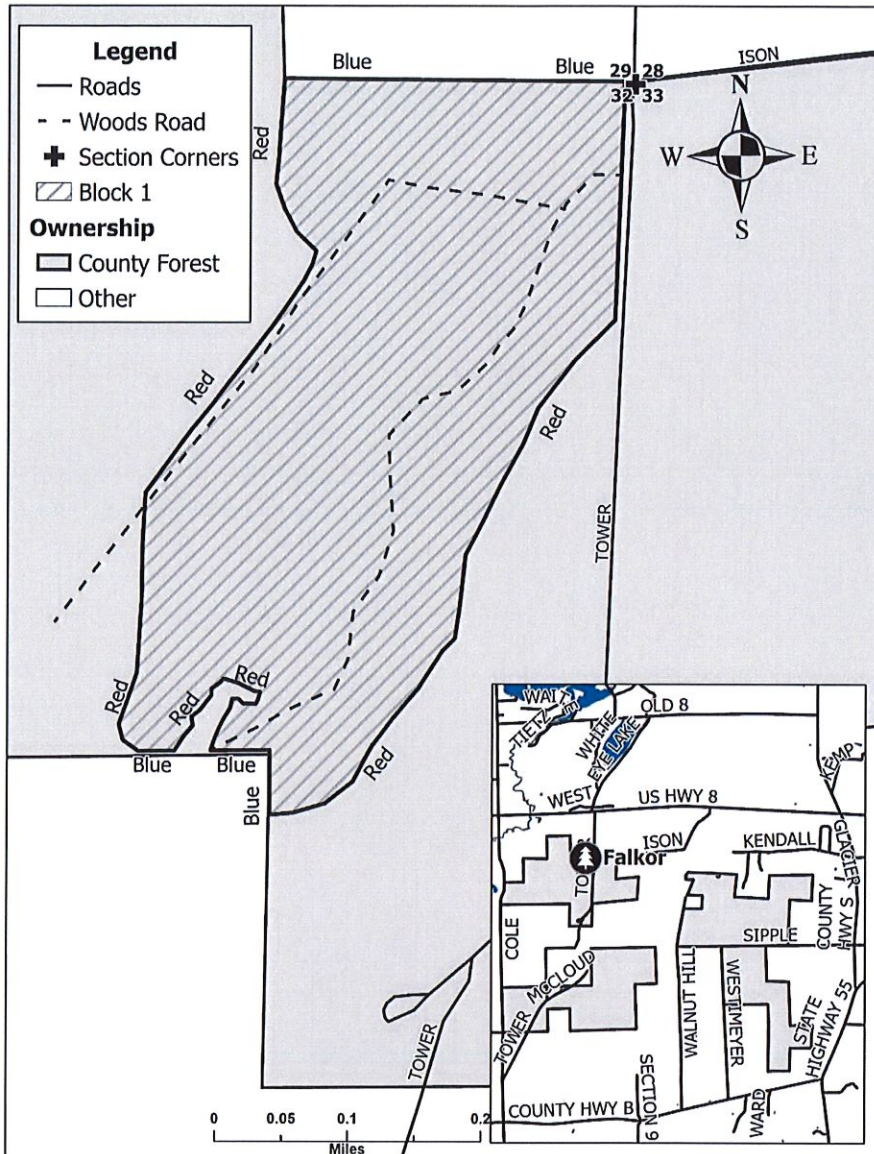 Legend
Roads
Woods Road
Section Corners
Block 1
Ownership
County Forest
Other
Blue
Blue
29 28
32 33
ISON
N
W E
S
Red
Red
Red
TOWER
Red
Red
Red
Red
Blue
Blue
Blue
TOWER
0 0.05 0.1 0.2
Miles
WAITE
TIETZ
WHITE
EYE LAKE
OLD 8
KEMP
WEST
US HWY 8
ISON
KENDALL
GLACIER
Falkor
COLE
SIPPLE
COUNTY
HWY S
MCCLOUD
TOWER
WALNUT HILL
WESTIMEYER
STATE
HIGHWAY 55
SECTION 9
COUNTY HWY B
WARD